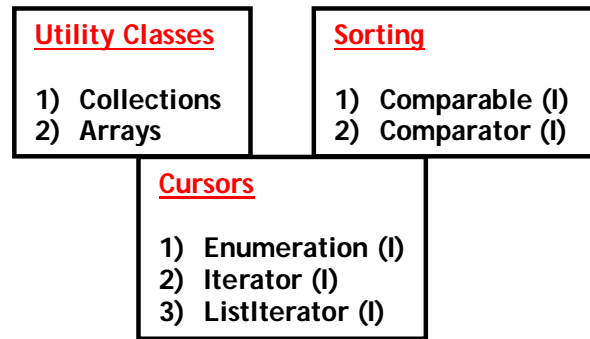 Utility Classes
1) Collections
2) Arrays
Sorting
1) Comparable (I)
2) Comparator (I)
Cursors
1) Enumeration (I)
2) Iterator (I)
3) ListIterator (I)